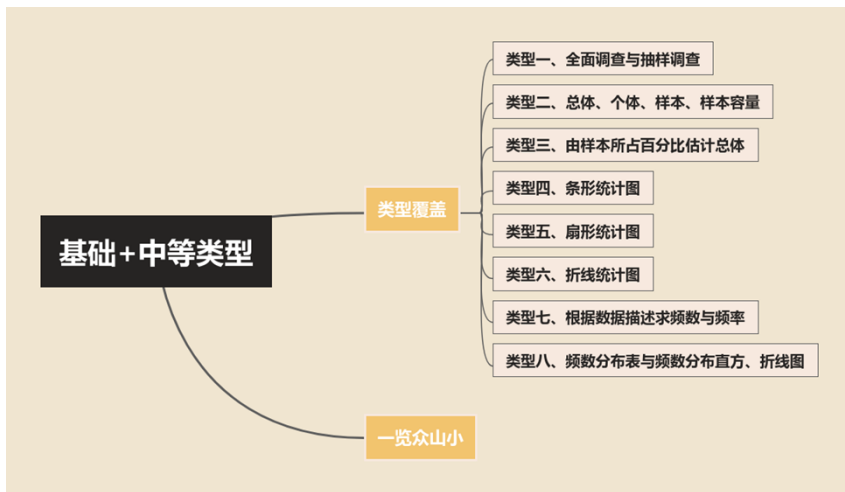 基础+中等类型
类型覆盖
类型一、全面调查与抽样调查
类型二、总体、个体、样本、样本容量
类型三、由样本所占百分比估计总体
类型四、条形统计图
类型五、扇形统计图
类型六、折线统计图
类型七、根据数据描述求频数与频率
类型八、频数分布表与频数分布直方、折线图
一览众山小